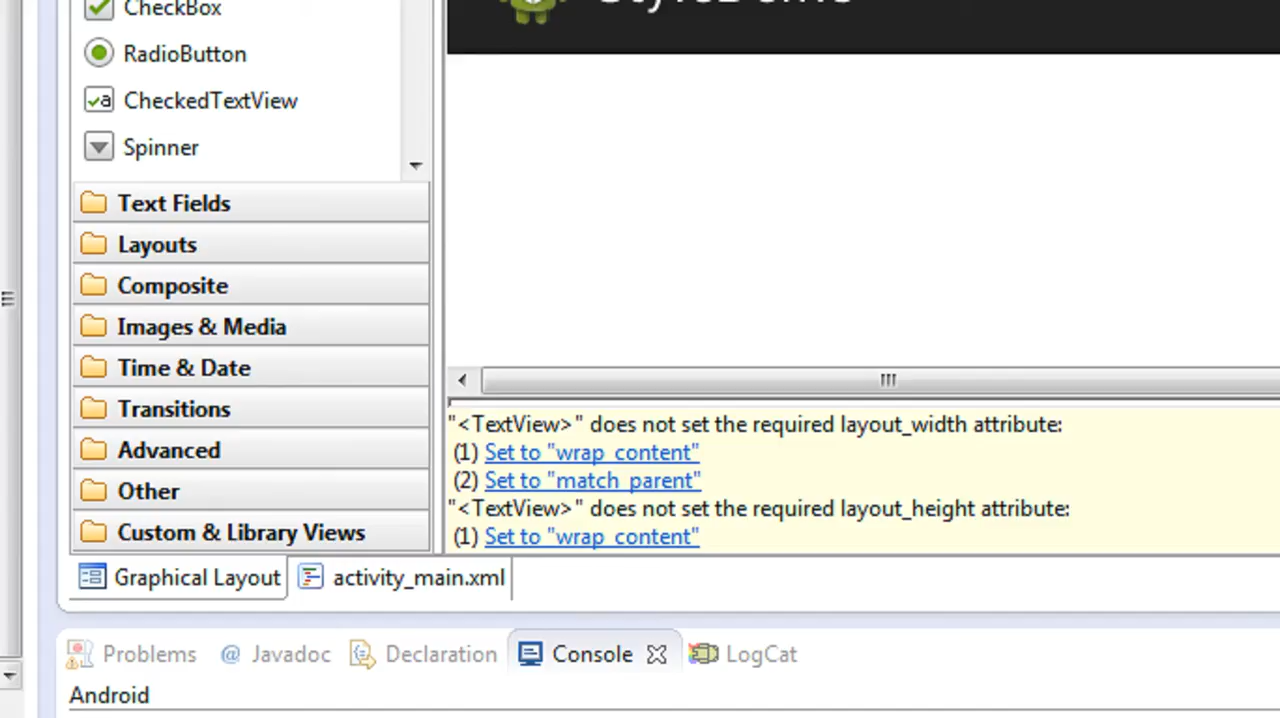 CheckBox
StyleDemo
RadioButton
CheckedTextView
Spinner
Text Fields
Layouts
Composite
Images & Media
Time & Date
Transitions
Advanced
Other
Custom & Library Views
"<TextView>" does not set the required layout_width attribute:
(1) Set to "wrap_content"
(2) Set to "match_parent"
"<TextView>" does not set the required layout_height attribute:
(1) Set to "wrap_content"
Graphical Layout
activity_main.xml
Problems
@ Javadoc
Declaration
Console
LogCat
Android